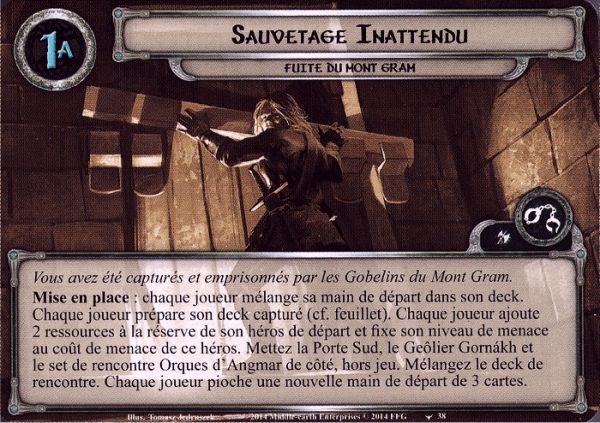 1A
SAUVETAGE INATTENDU
FUITE DU MONT GRAM
Vous avez été capturés et emprisonnés par les Gobelins du Mont Gram.
Mise en place : chaque joueur mélange sa main de départ dans son deck.
Chaque joueur prépare son deck capturé (cf. feuillet). Chaque joueur ajoute
2 ressources à la réserve de son héros de départ et fixe son niveau de menace
au coût de menace de ce héros. Mettez la Porte Sud, le Geôlier Gornákh et
le set de rencontre Orques d'Angmar de côté, hors jeu. Mélangez le deck de
rencontre. Chaque joueur pioche une nouvelle main de départ de 3 cartes.
Illus. Tomasz Jedruszek 2014 Middle-earth Enterprises © 2014 FFG 38